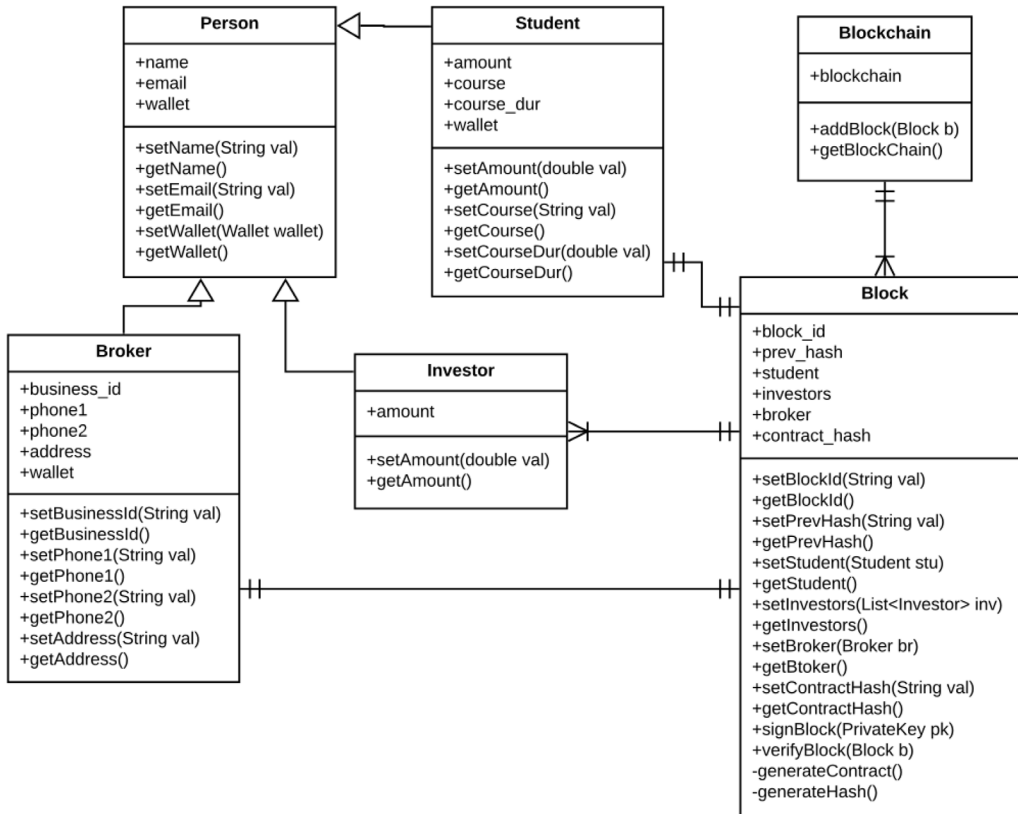 Person
+name
+email
+wallet
+setName(String val)
+getName()
+setEmail(String val)
+getEmail()
+setWallet(Wallet wallet)
+getWallet()
Student
+amount
+course
+course_dur
+wallet
+setAmount(double val)
+getAmount()
+setCourse(String val)
+getCourse()
+setCourseDur(double val)
+getCourseDur()
Blockchain
+blockchain
+addBlock(Block b)
+getBlockChain()
Broker
+business_id
+phone1
+phone2
+address
+wallet
+setBusinessId(String val)
+getBusinessId()
+setPhone1(String val)
+getPhone1()
+setPhone2(String val)
+getPhone2()
+setAddress(String val)
+getAddress()
Investor
+amount
+setAmount(double val)
+getAmount()
Block
+block_id
+prev_hash
+student
+investors
+broker
+contract_hash
+setBlockId(String val)
+getBlockId()
+setPrevHash(String val)
+getPrevHash()
+setStudent(Student stu)
+getStudent()
+setInvestors(List<Investor> inv)
+getInvestors()
+setBroker(Broker br)
+getBtoker()
+setContractHash(String val)
+getContractHash()
+signBlock(PrivateKey pk)
+verifyBlock(Block b)
-generateContract()
-generateHash()